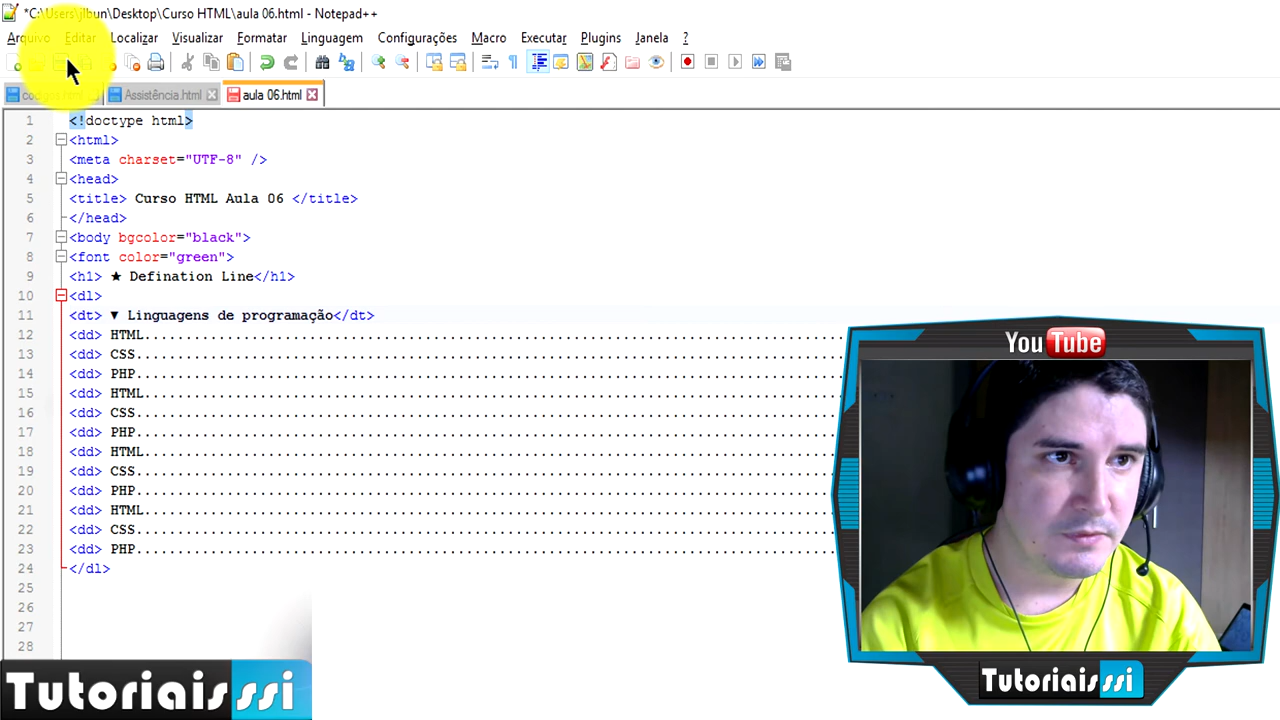 *C:\Users\jlbun\Desktop\Curso HTML\aula 06.html - Notepad++
Arquivo Editar Localizar Visualizar Formatar Linguagem Configurações Macro Executar Plugins Janela ?
Assistência.html aula 06.html
1 <!doctype html>
2 <html>
3 <meta charset="UTF-8" />
4 <head>
5 <title> Curso HTML Aula 06 </title>
6 </head>
7 <body bgcolor="black">
8 <font color="green">
9 <h1> ★ Defination Line</h1>
10 <dl>
11 <dt> ▼ Linguagens de programação</dt>
12 <dd> HTML....................................................................................
13 <dd> CSS.....................................................................................
14 <dd> PHP.....................................................................................
15 <dd> HTML....................................................................................
16 <dd> CSS.....................................................................................
17 <dd> PHP.....................................................................................
18 <dd> HTML....................................................................................
19 <dd> CSS.....................................................................................
20 <dd> PHP.....................................................................................
21 <dd> HTML....................................................................................
22 <dd> CSS.....................................................................................
23 <dd> PHP.....................................................................................
24 </dl>
25
26
27
28
YouTube
Tutoriaisssi
Tutoriaisssi